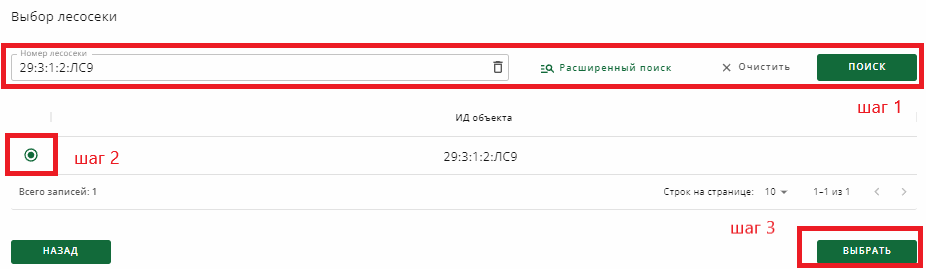 Выбор лесосеки
Номер лесосеки
29:3:1:2:ЛС9
Расширенный поиск
Очистить
ПОИСК
шаг 1
ИД объекта
шаг 2
29:3:1:2:ЛС9
Всего записей: 1
Строк на странице: 10
1–1 из 1
шаг 3
НАЗАД
ВЫБРАТЬ